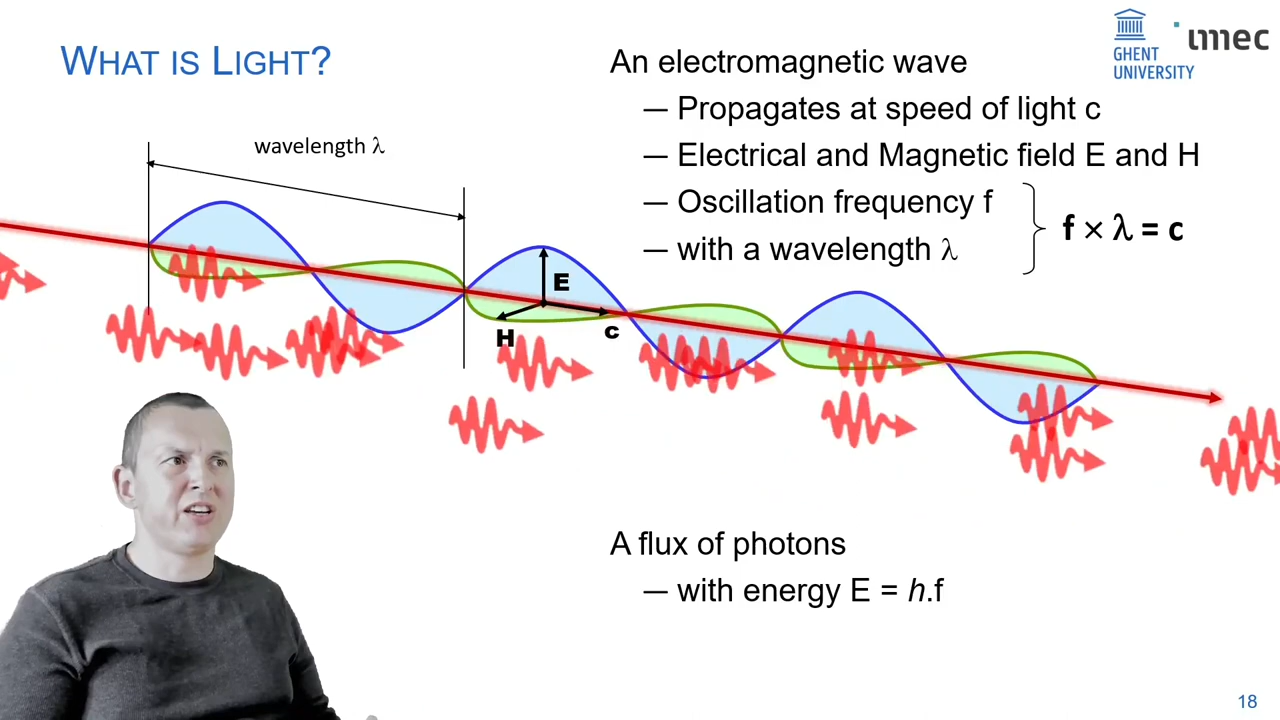 WHAT IS LIGHT?
An electromagnetic wave
— Propagates at speed of light c
— Electrical and Magnetic field E and H
— Oscillation frequency f
— with a wavelength λ
f × λ = c
GHENT
UNIVERSITY
imec
wavelength λ
E
H
c
A flux of photons
— with energy E = h.f
18